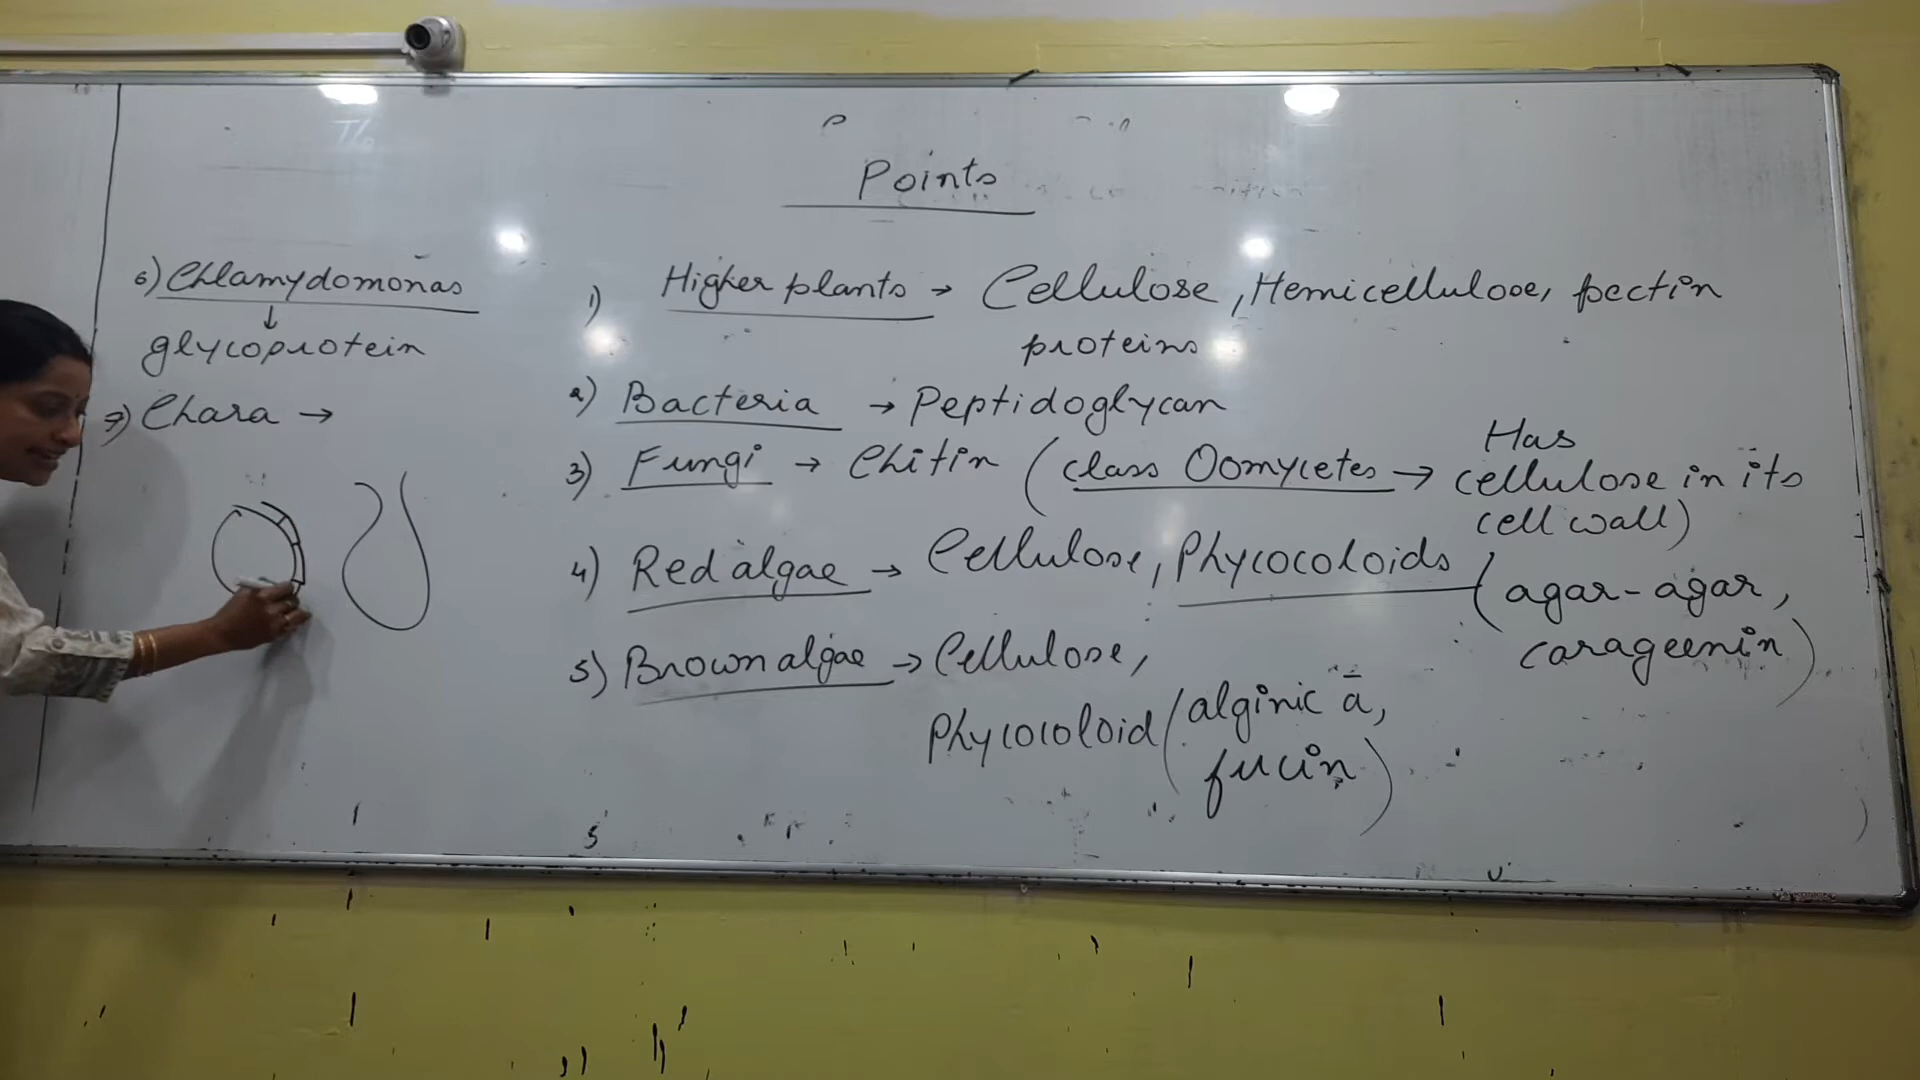 Points
1) Higher plants → Cellulose, Hemicellulose, pectin
proteins
2) Bacteria → Peptidoglycan
3) Fungi → Chitin (class Oomycetes → Has
cellulose in its
cell wall)
4) Red algae → Cellulose, Phycocoloids (agar-agar,
carageenin)
5) Brown algae → Cellulose,
Phycocoloid (alginic a̅,
fucin)
6) Chlamydomonas
↓
glycoprotein
7) Chara →